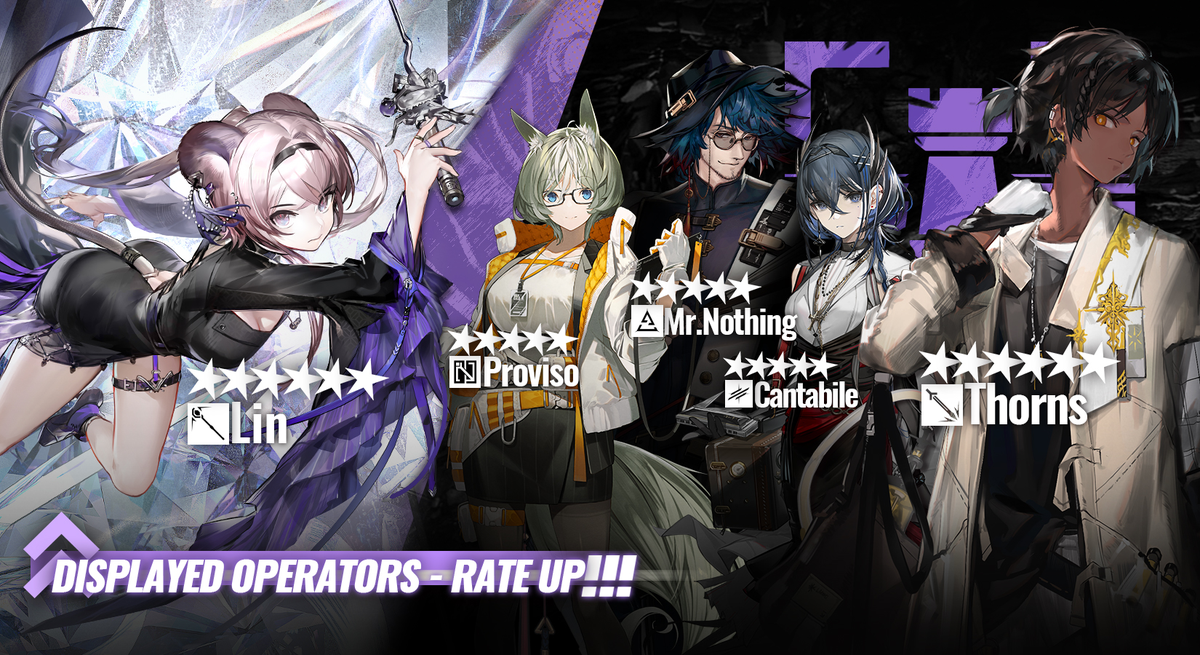 Mr.Nothing
Proviso
Cantabile
Thorns
Lin
DISPLAYED OPERATORS - RATE UP!!!